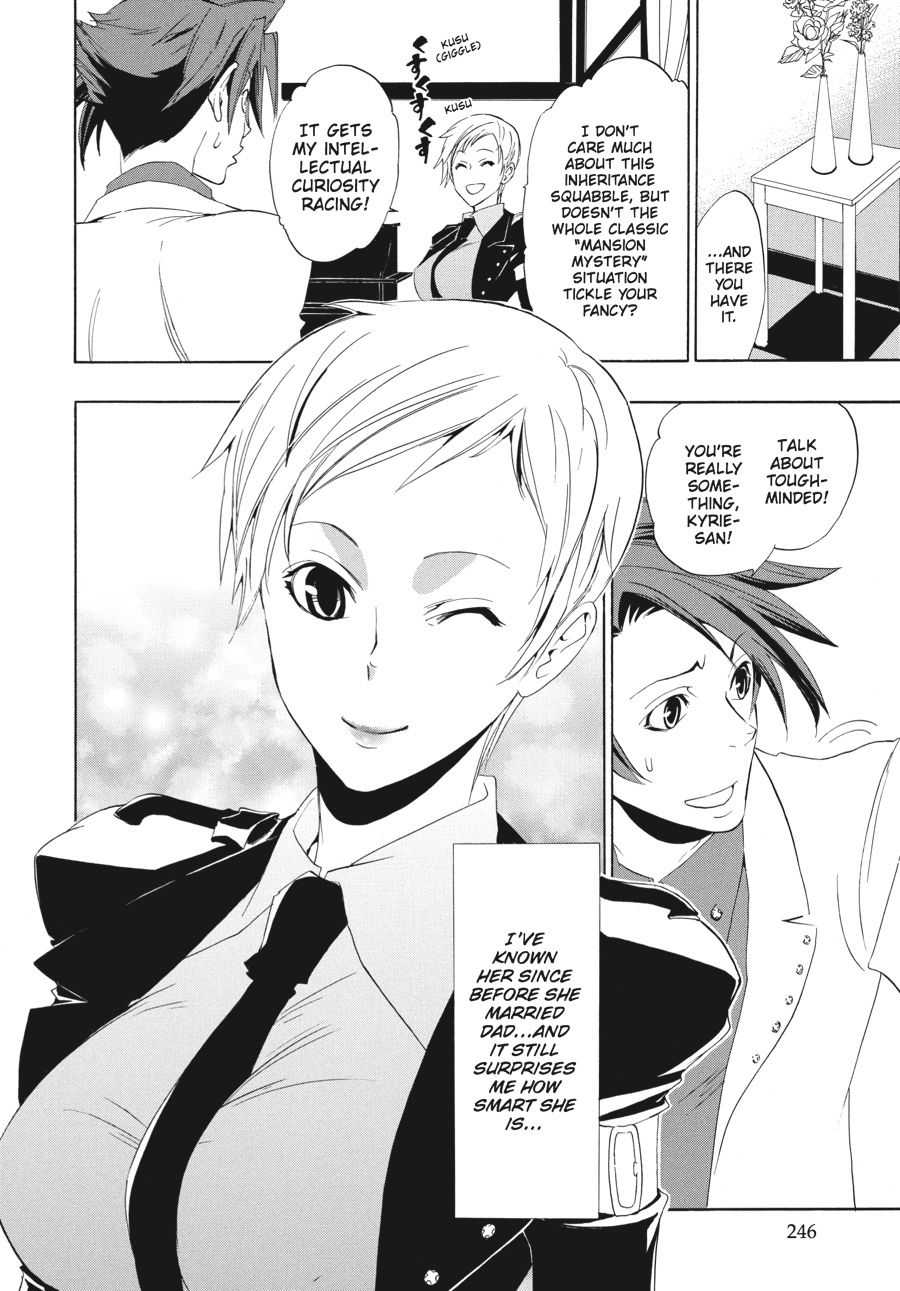 ...AND
THERE
YOU
HAVE
IT.
I DON'T
CARE MUCH
ABOUT THIS
INHERITANCE
SQUABBLE, BUT
DOESN'T THE
WHOLE CLASSIC
"MANSION
MYSTERY"
SITUATION
TICKLE YOUR
FANCY?
KUSU
(GIGGLE)
くすくすくす
KUSU
IT GETS
MY INTEL-
LECTUAL
CURIOSITY
RACING!
TALK
ABOUT
TOUGH-
MINDED!
YOU'RE
REALLY
SOME-
THING,
KYRIE-
SAN!
I'VE
KNOWN
HER SINCE
BEFORE SHE
MARRIED
DAD...AND
IT STILL
SURPRISES
ME HOW
SMART SHE
IS...
246